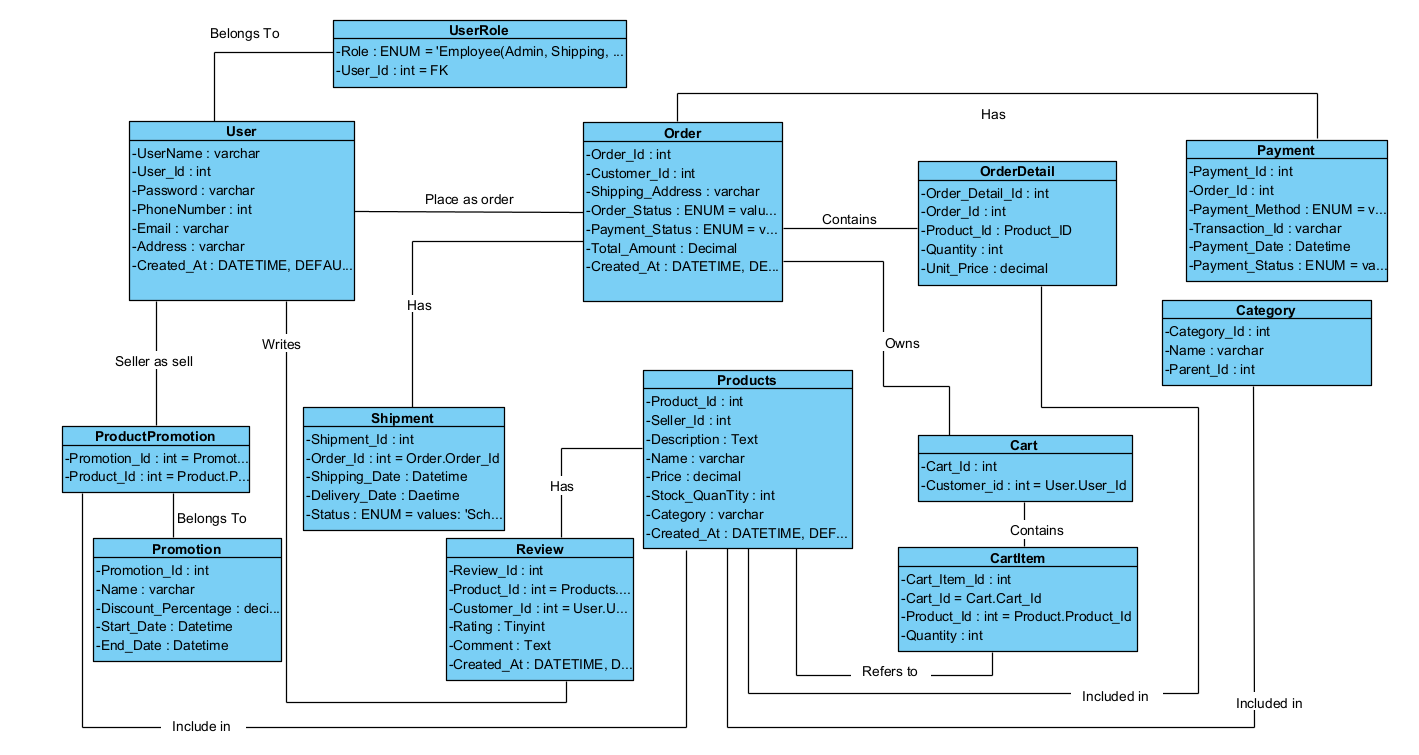 Belongs To
UserRole
-Role : ENUM = 'Employee(Admin, Shipping, ...
-User_Id : int = FK
User
-UserName : varchar
-User_Id : int
-Password : varchar
-PhoneNumber : int
-Email : varchar
-Address : varchar
-Created_At : DATETIME, DEFAU...
Place as order
Order
-Order_Id : int
-Customer_Id : int
-Shipping_Address : varchar
-Order_Status : ENUM = valu...
-Payment_Status : ENUM = v...
-Total_Amount : Decimal
-Created_At : DATETIME, DE...
Has
Contains
OrderDetail
-Order_Detail_Id : int
-Order_Id : int
-Product_Id : Product_ID
-Quantity : int
-Unit_Price : decimal
Payment
-Payment_Id : int
-Order_Id : int
-Payment_Method : ENUM = v...
-Transaction_Id : varchar
-Payment_Date : Datetime
-Payment_Status : ENUM = va...
Category
-Category_Id : int
-Name : varchar
-Parent_Id : int
Seller as sell
Writes
Has
Owns
ProductPromotion
-Promotion_Id : int = Promot...
-Product_Id : int = Product.P...
Belongs To
Promotion
-Promotion_Id : int
-Name : varchar
-Discount_Percentage : deci...
-Start_Date : Datetime
-End_Date : Datetime
Shipment
-Shipment_Id : int
-Order_Id : int = Order.Order_Id
-Shipping_Date : Datetime
-Delivery_Date : Daetime
-Status : ENUM = values: 'Sch...
Has
Review
-Review_Id : int
-Product_Id : int = Products....
-Customer_Id : int = User.U...
-Rating : Tinyint
-Comment : Text
-Created_At : DATETIME, D...
Products
-Product_Id : int
-Seller_Id : int
-Description : Text
-Name : varchar
-Price : decimal
-Stock_QuanTity : int
-Category : varchar
-Created_At : DATETIME, DEF...
Cart
-Cart_Id : int
-Customer_id : int = User.User_Id
Contains
CartItem
-Cart_Item_Id : int
-Cart_Id = Cart.Cart_Id
-Product_Id : int = Product.Product_Id
-Quantity : int
Refers to
Included in
Included in
Include in